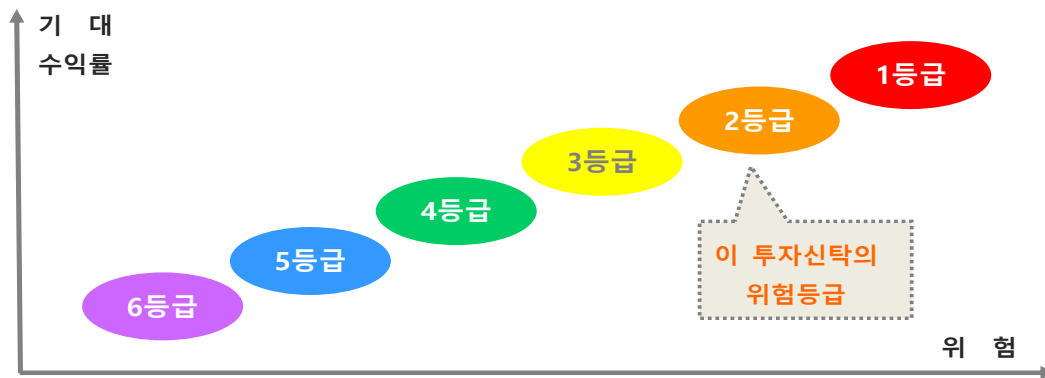 기 대
수익률
1등급
2등급
3등급
4등급
5등급
6등급
이 투자신탁의
위험등급
위 험